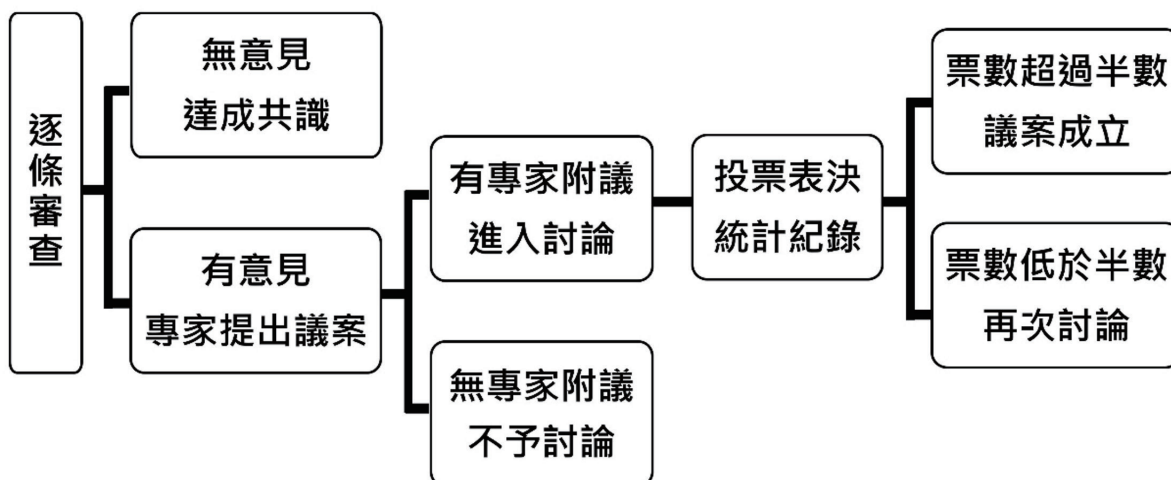 逐條審查
無意見
達成共識
有意見
專家提出議案
有專家附議
進入討論
無專家附議
不予討論
投票表決
統計紀錄
票數超過半數
議案成立
票數低於半數
再次討論